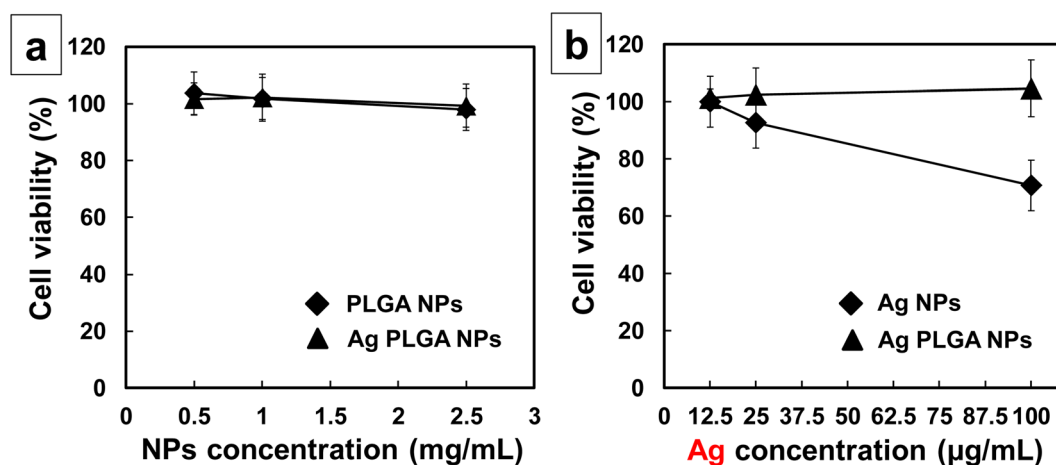 a
120
100
80
60
40
20
0
Cell viability (%)
PLGA NPs
Ag PLGA NPs
0 0.5 1 1.5 2 2.5 3
NPs concentration (mg/mL)
b
120
100
80
60
40
20
0
Cell viability (%)
Ag NPs
Ag PLGA NPs
0 12.5 25 37.5 50 62.5 75 87.5 100
Ag concentration (μg/mL)